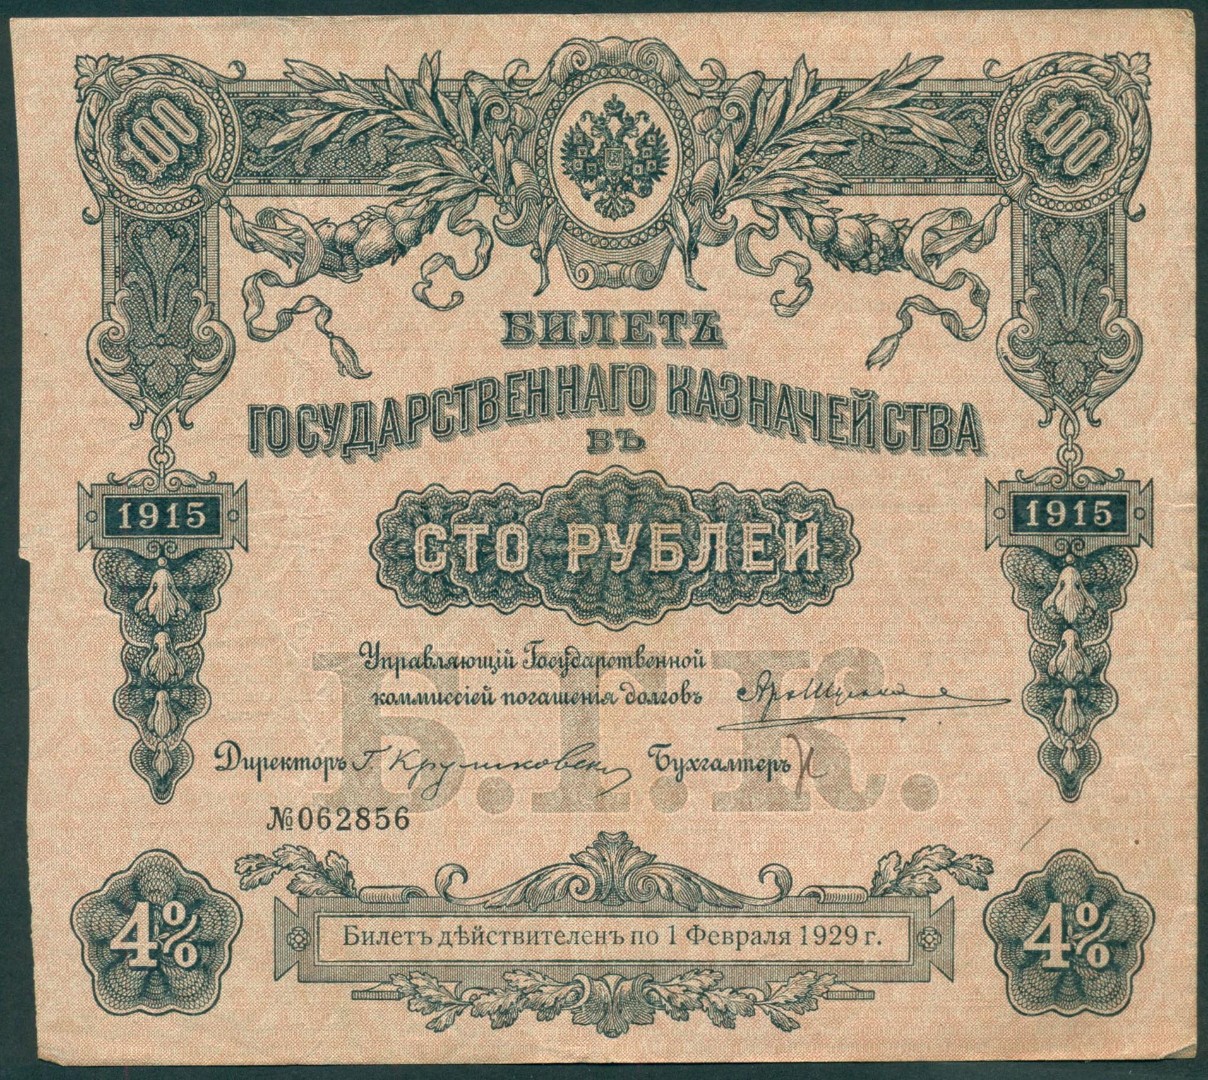 100 100
БИЛЕТЪ
ГОСУДАРСТВЕННАГО КАЗНАЧЕЙСТВА
ВЪ
1915 1915
СТО РУБЛЕЙ
Управляющій Государственной
коммиссіей погашенія долговъ
Б.Г.К.
Директоръ Бухгалтеръ
№062856
4% 4%
Билетъ дѣйствителенъ по 1 Февраля 1929 г.